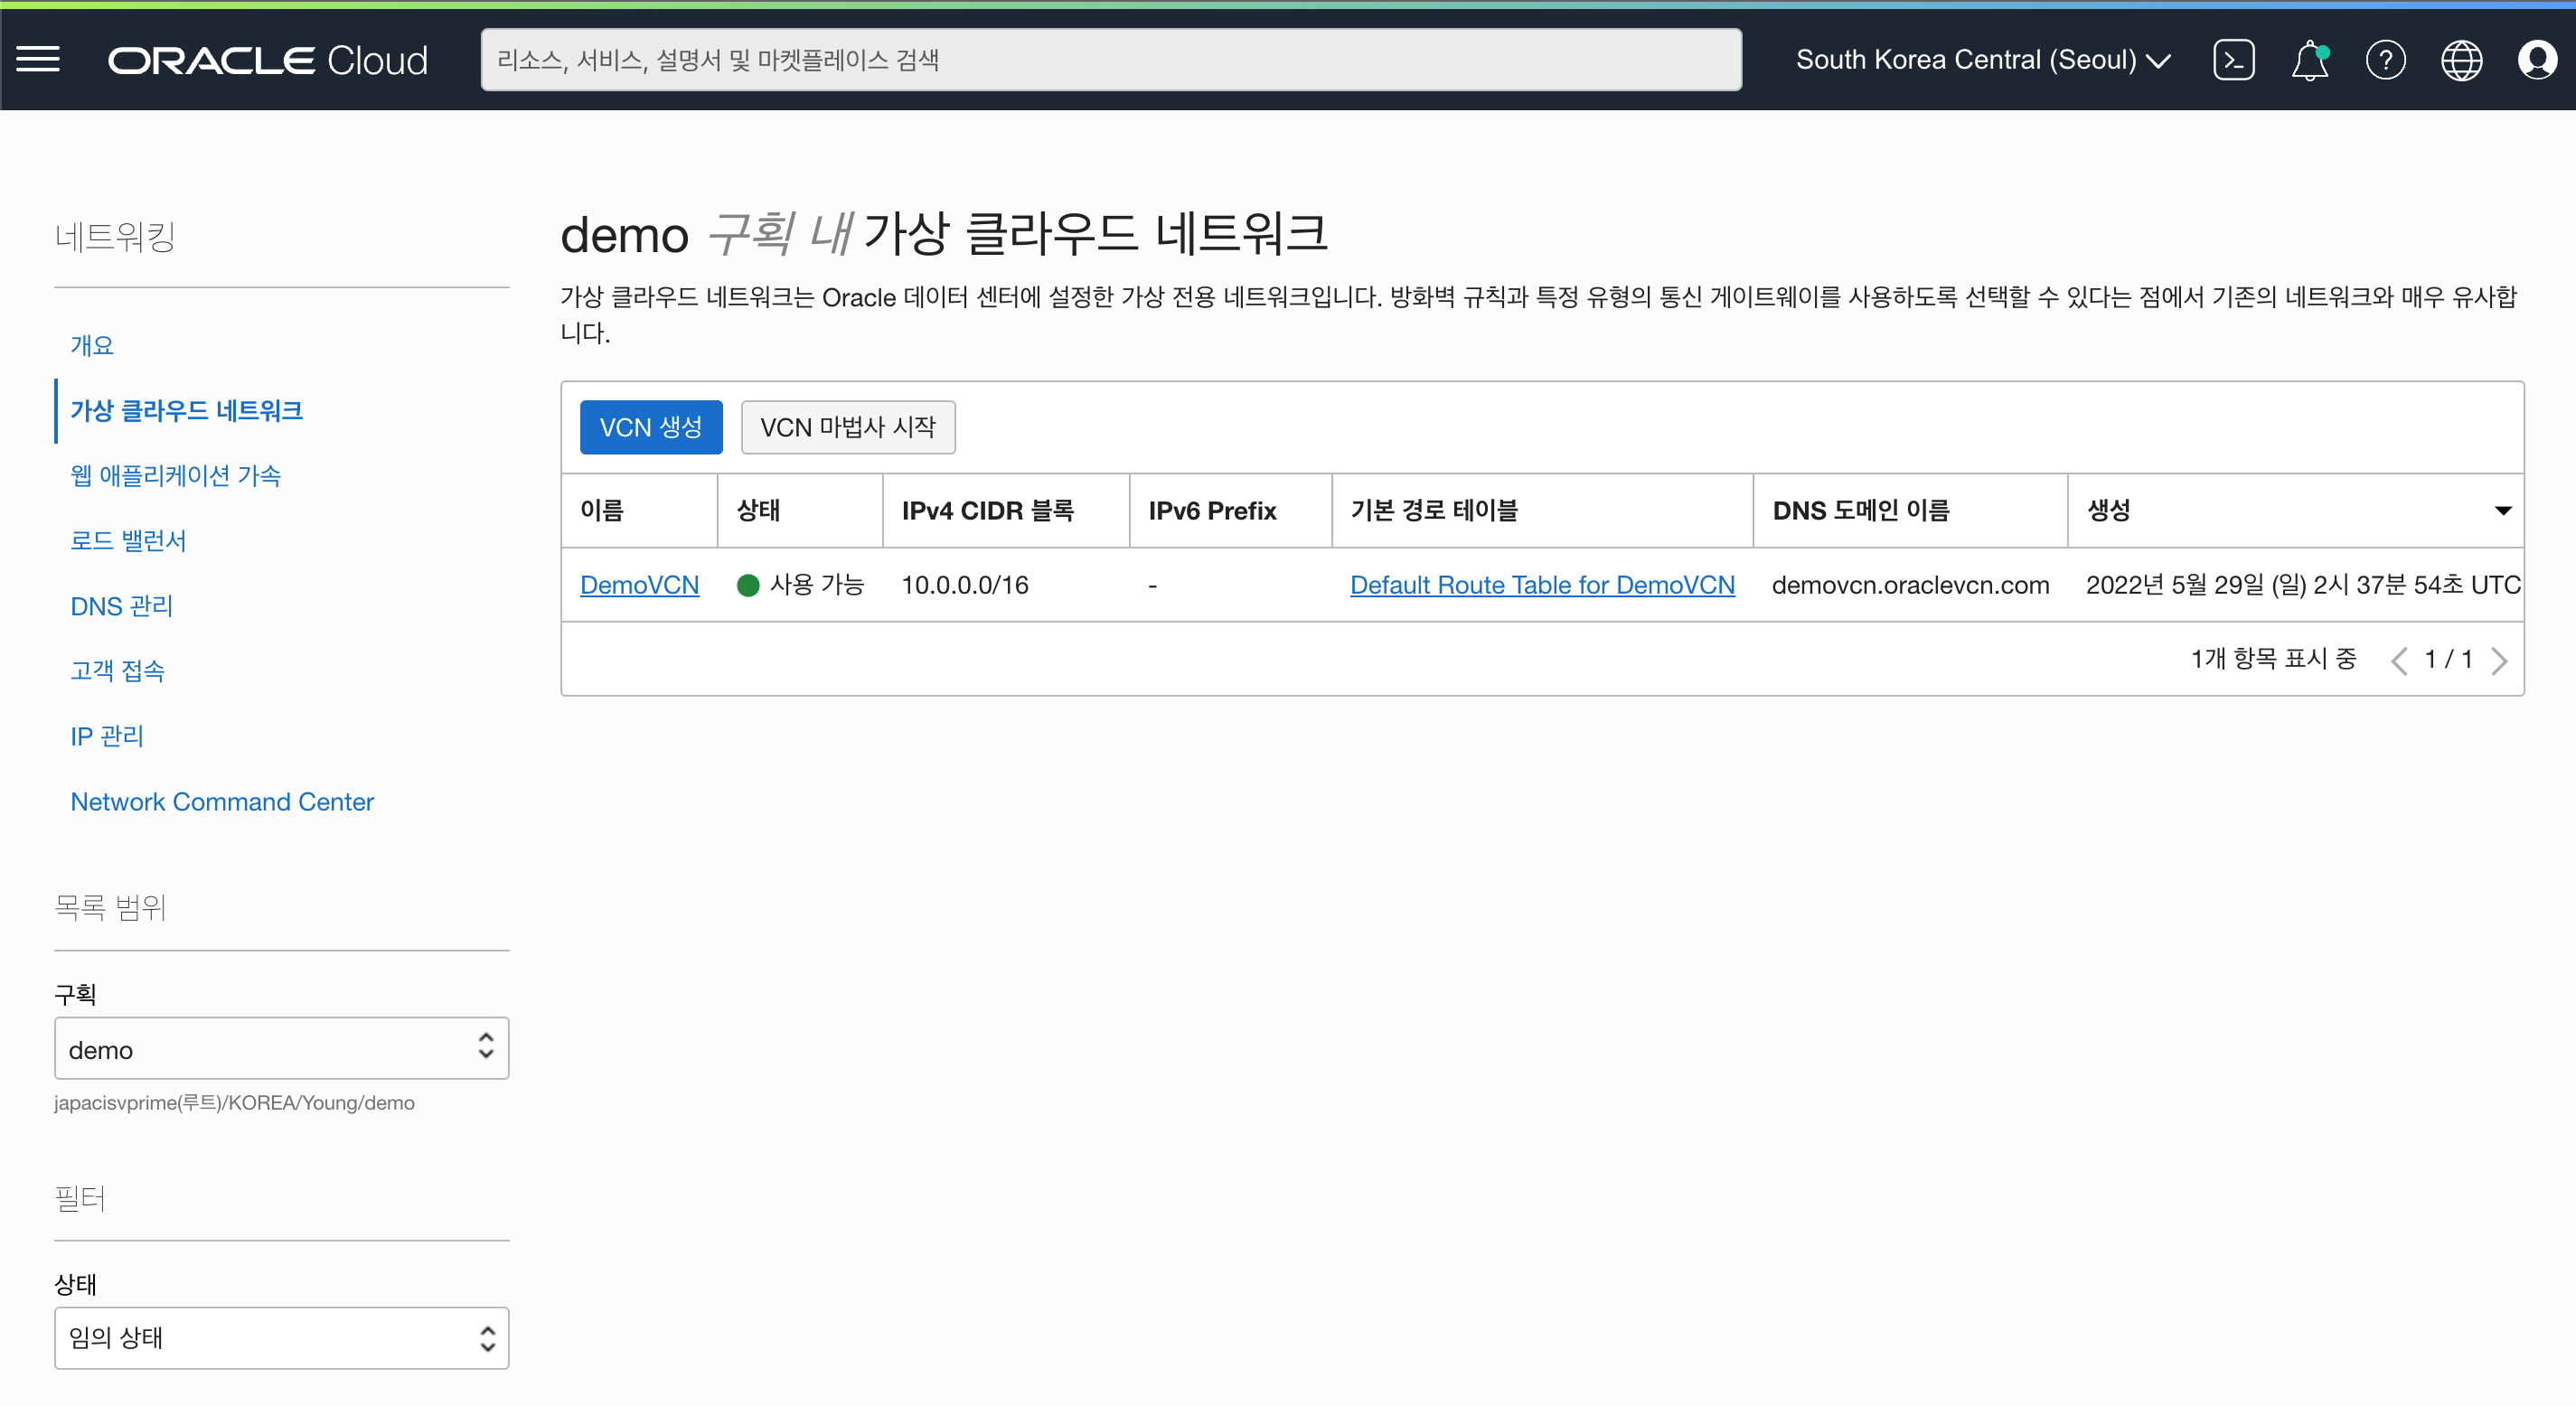 ORACLE Cloud
리소스, 서비스, 설명서 및 마켓플레이스 검색
South Korea Central (Seoul)
네트워킹
개요
가상 클라우드 네트워크
웹 애플리케이션 가속
로드 밸런서
DNS 관리
고객 접속
IP 관리
Network Command Center
목록 범위
구획
demo
japacisvprime(루트)/KOREA/Young/demo
필터
상태
임의 상태
demo 구획 내 가상 클라우드 네트워크
가상 클라우드 네트워크는 Oracle 데이터 센터에 설정한 가상 전용 네트워크입니다. 방화벽 규칙과 특정 유형의 통신 게이트웨이를 사용하도록 선택할 수 있다는 점에서 기존의 네트워크와 매우 유사합
니다.
VCN 생성 VCN 마법사 시작
이름 상태 IPv4 CIDR 블록 IPv6 Prefix 기본 경로 테이블 DNS 도메인 이름 생성
DemoVCN 사용 가능 10.0.0.0/16 - Default Route Table for DemoVCN demovcn.oraclevcn.com 2022년 5월 29일 (일) 2시 37분 54초 UTC
1개 항목 표시 중 1 / 1